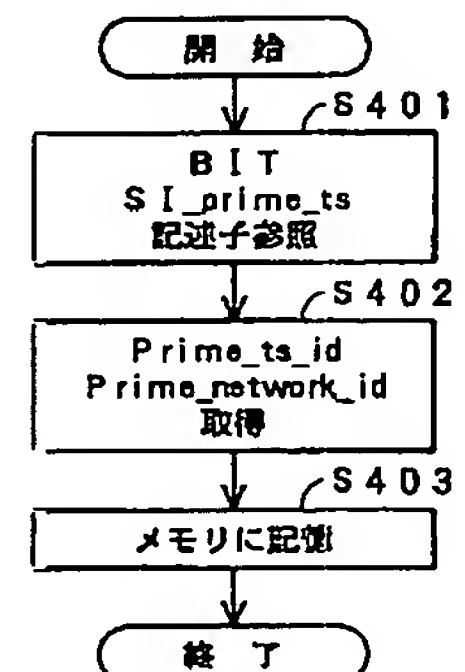 開 始
S401
BIT
SI_prime_ts
記述子参照
S402
Prime_ts_id
Prime_network_id
取得
S403
メモリに記憶
終 了